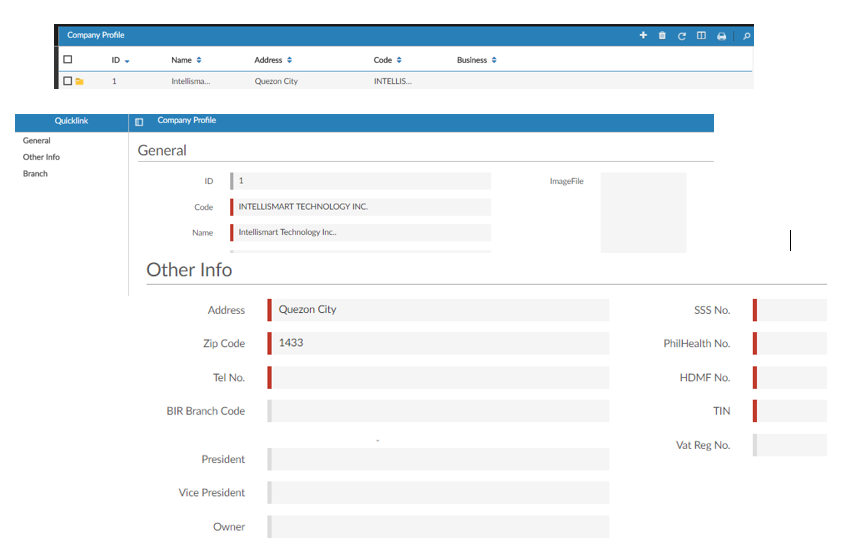 Company Profile
ID Name Address Code Business
1 Intellisma... Quezon City INTELLIS...
Quicklink Company Profile
General
Other Info
Branch
General
ID 1 ImageFile
Code INTELLISMART TECHNOLOGY INC.
Name Intellismart Technology Inc..
Other Info
Address Quezon City SSS No.
Zip Code 1433 PhilHealth No.
Tel No. HDMF No.
BIR Branch Code TIN
Vat Reg No.
President
Vice President
Owner